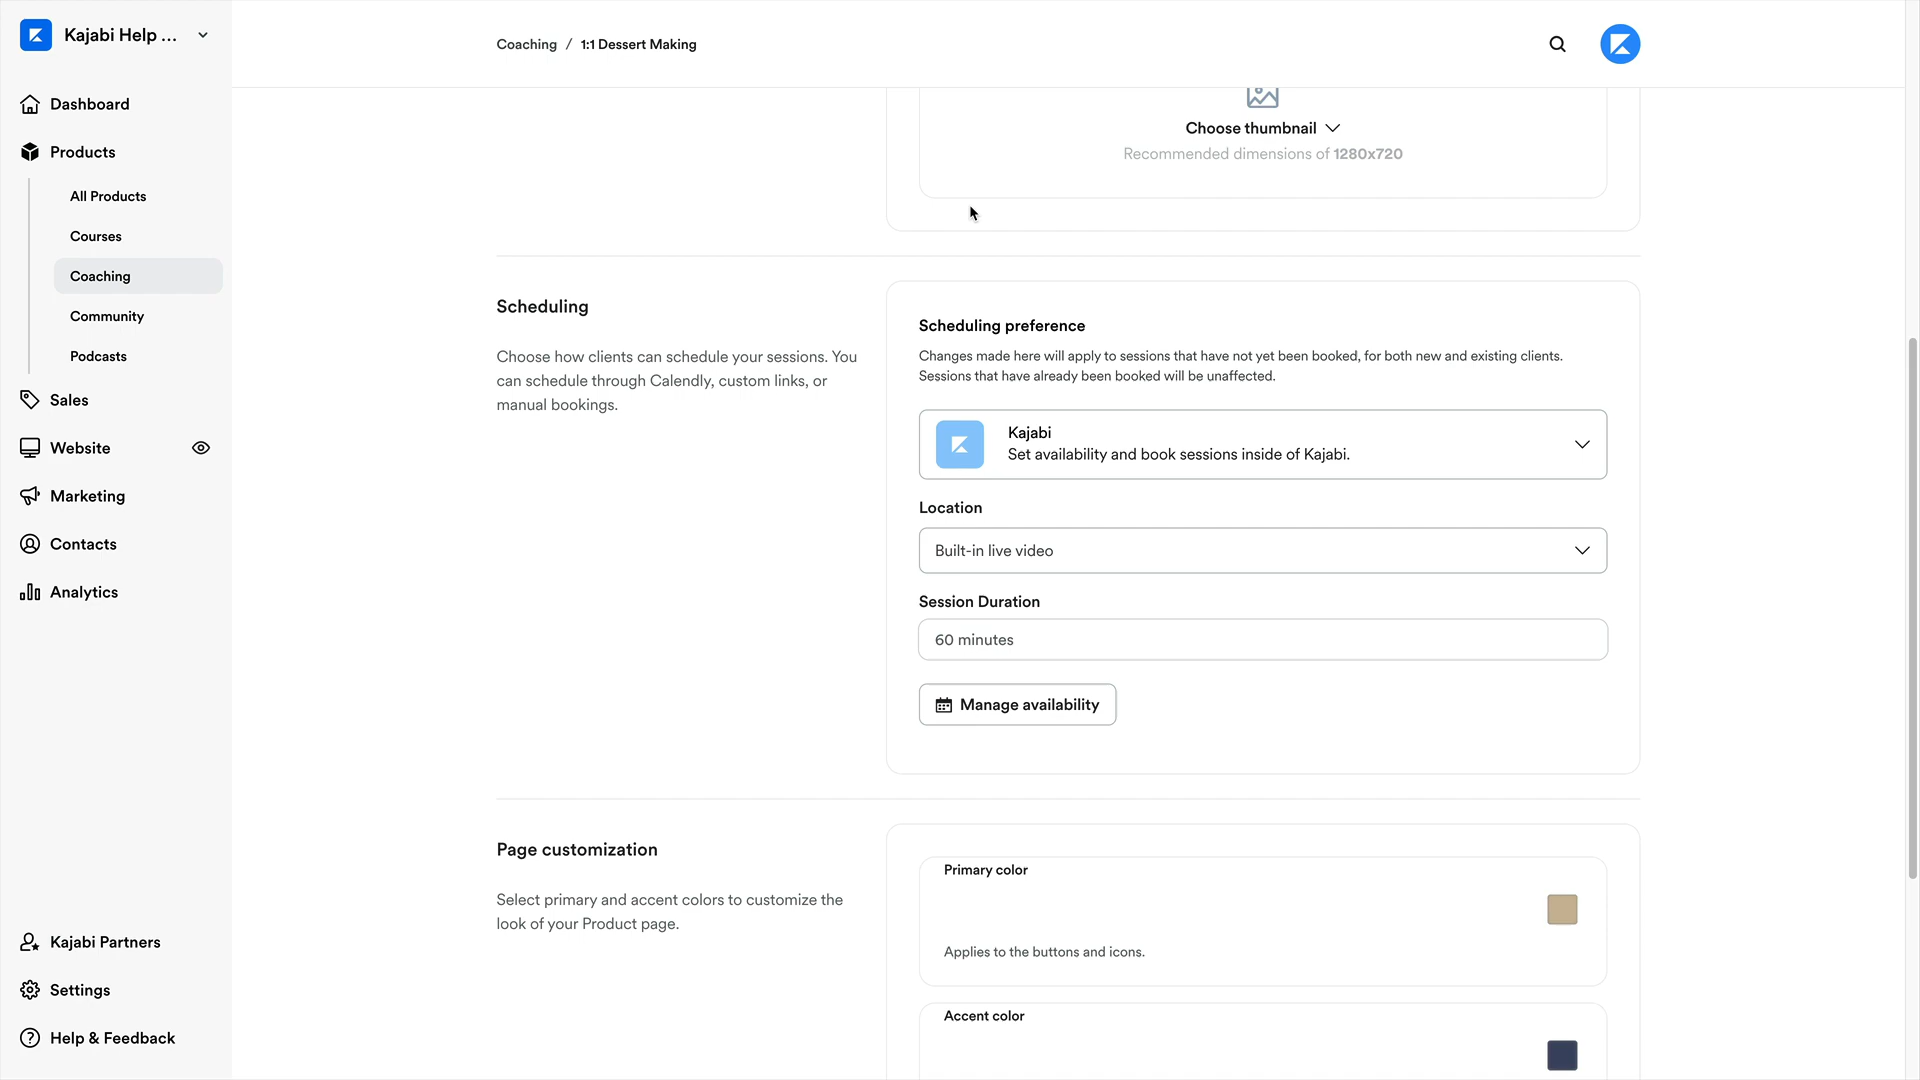 Kajabi Help ...
Dashboard
Products
All Products
Courses
Coaching
Community
Podcasts
Sales
Website
Marketing
Contacts
Analytics
Kajabi Partners
Settings
Help & Feedback
Coaching / 1:1 Dessert Making
Choose thumbnail
Recommended dimensions of 1280x720
Scheduling
Choose how clients can schedule your sessions. You
can schedule through Calendly, custom links, or
manual bookings.
Scheduling preference
Changes made here will apply to sessions that have not yet been booked, for both new and existing clients.
Sessions that have already been booked will be unaffected.
Kajabi
Set availability and book sessions inside of Kajabi.
Location
Built-in live video
Session Duration
60 minutes
Manage availability
Page customization
Select primary and accent colors to customize the
look of your Product page.
Primary color
Applies to the buttons and icons.
Accent color